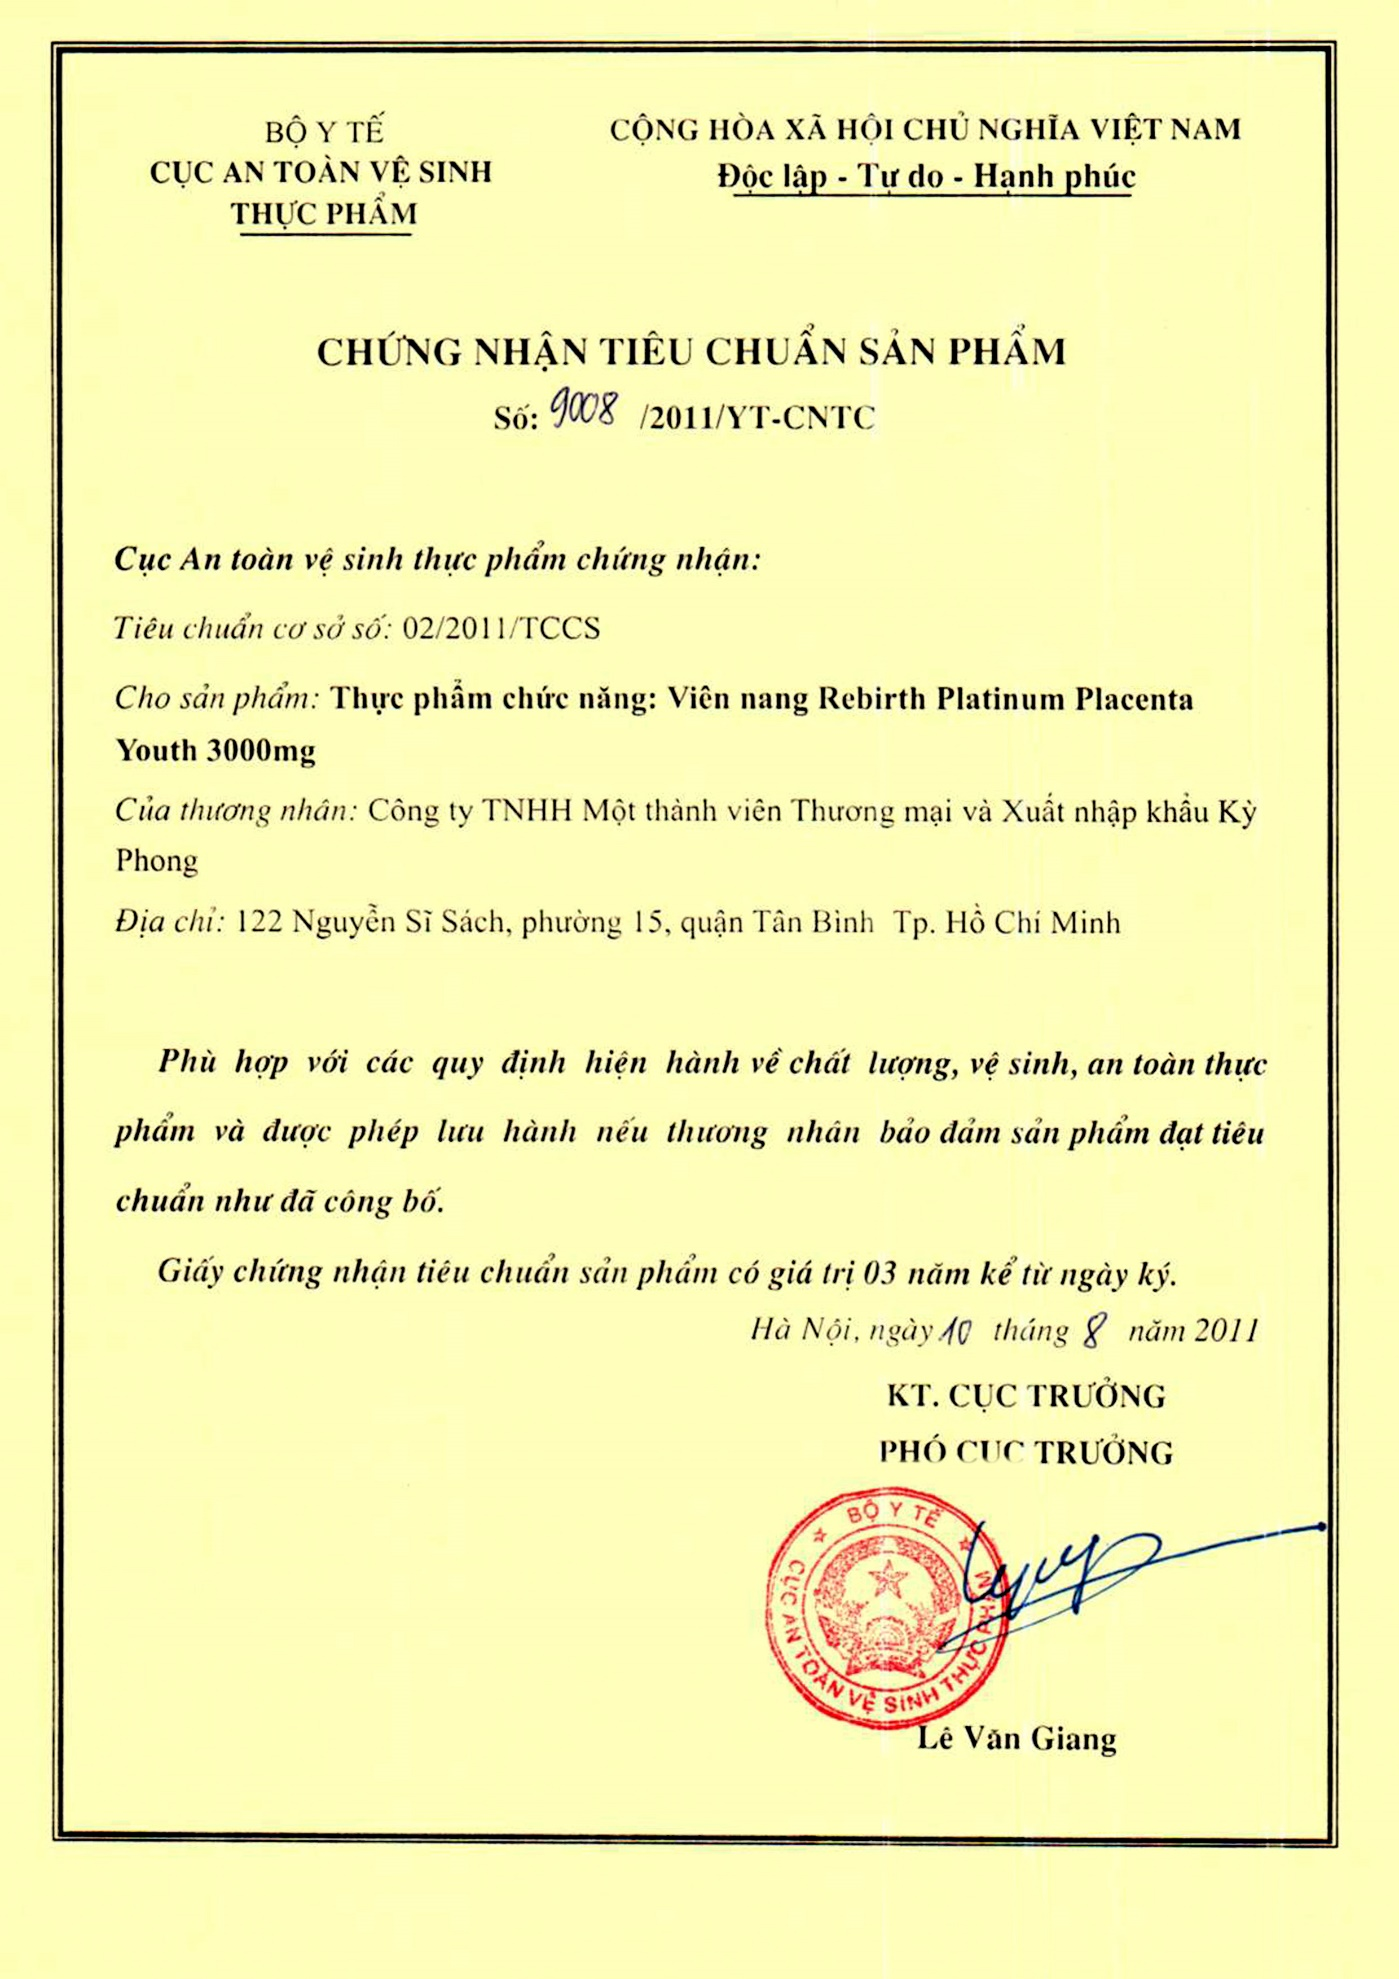 BỘ Y TẾ
CỤC AN TOÀN VỆ SINH
THỰC PHẨM
CỘNG HÒA XÃ HỘI CHỦ NGHĨA VIỆT NAM
Độc lập - Tự do - Hạnh phúc
CHỨNG NHẬN TIÊU CHUẨN SẢN PHẨM
Số: 9008 /2011/YT-CNTC
Cục An toàn vệ sinh thực phẩm chứng nhận:
Tiêu chuẩn cơ sở số: 02/2011/TCCS
Cho sản phẩm: Thực phẩm chức năng: Viên nang Rebirth Platinum Placenta
Youth 3000mg
Của thương nhân: Công ty TNHH Một thành viên Thương mại và Xuất nhập khẩu Kỳ
Phong
Địa chỉ: 122 Nguyễn Sĩ Sách, phường 15, quận Tân Bình Tp. Hồ Chí Minh
Phù hợp với các quy định hiện hành về chất lượng, vệ sinh, an toàn thực
phẩm và được phép lưu hành nếu thương nhân bảo đảm sản phẩm đạt tiêu
chuẩn như đã công bố.
Giấy chứng nhận tiêu chuẩn sản phẩm có giá trị 03 năm kể từ ngày ký.
Hà Nội, ngày 10 tháng 8 năm 2011
KT. CỤC TRƯỞNG
PHÓ CỤC TRƯỞNG
BỘ Y TẾ
CỤC AN TOÀN VỆ SINH THỰC PHẨM
Lê Văn Giang